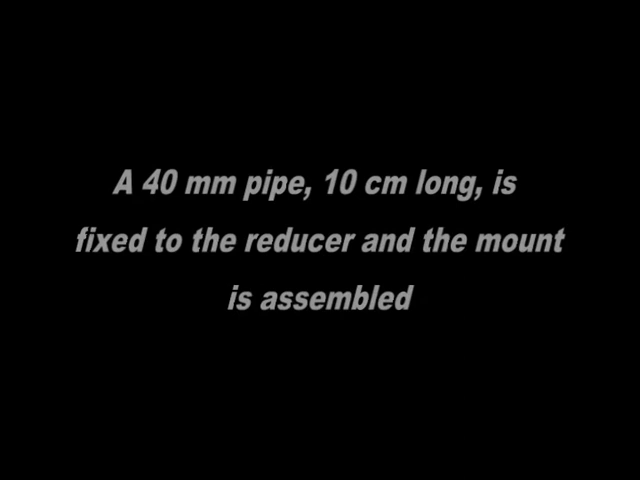 A 40 mm pipe, 10 cm long, is
fixed to the reducer and the mount
is assembled